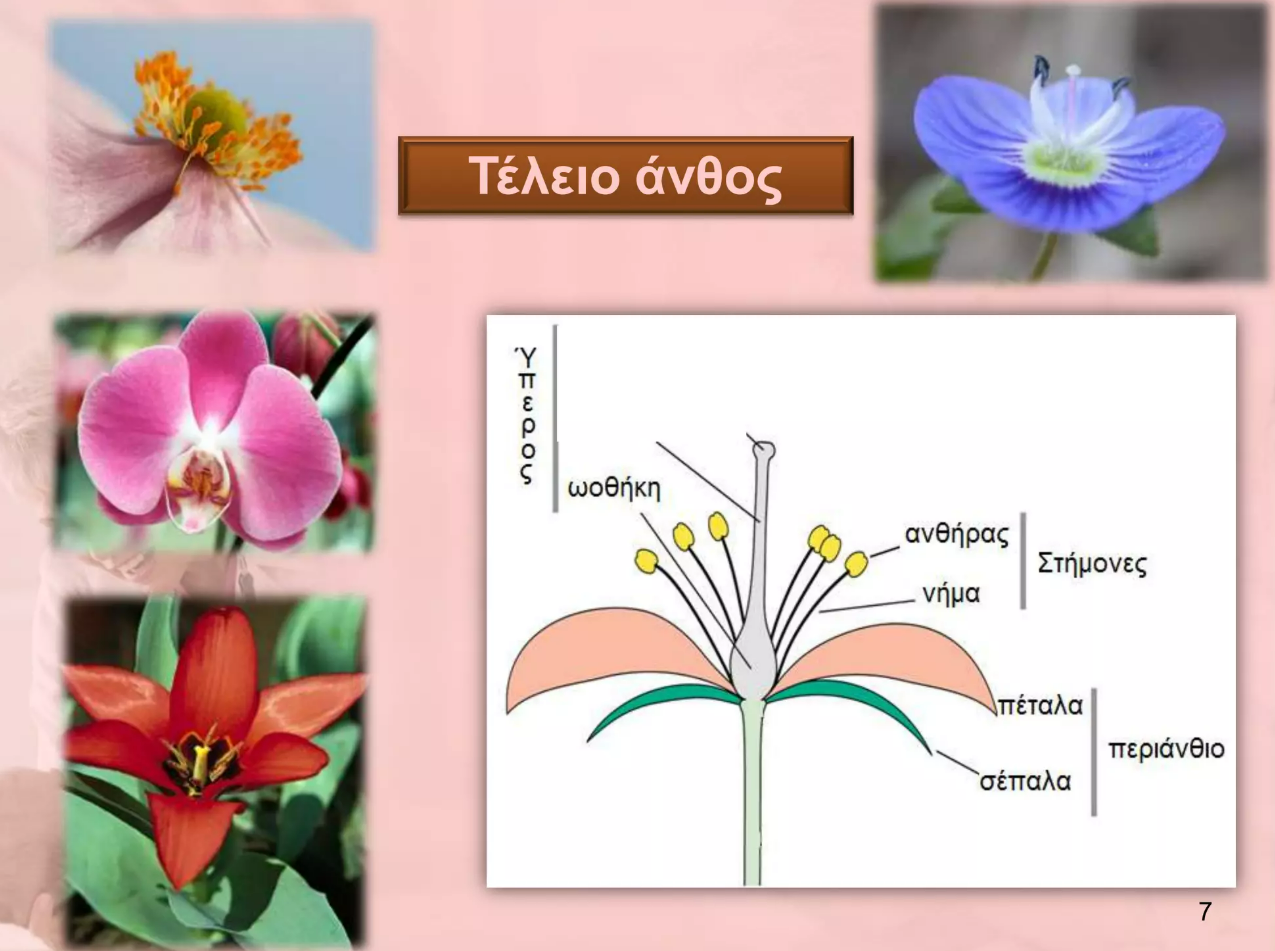 Τέλειο άνθος
Ύπερος
ωοθήκη
ανθήρας
Στήμονες
νήμα
πέταλα
περιάνθιο
σέπαλα
7